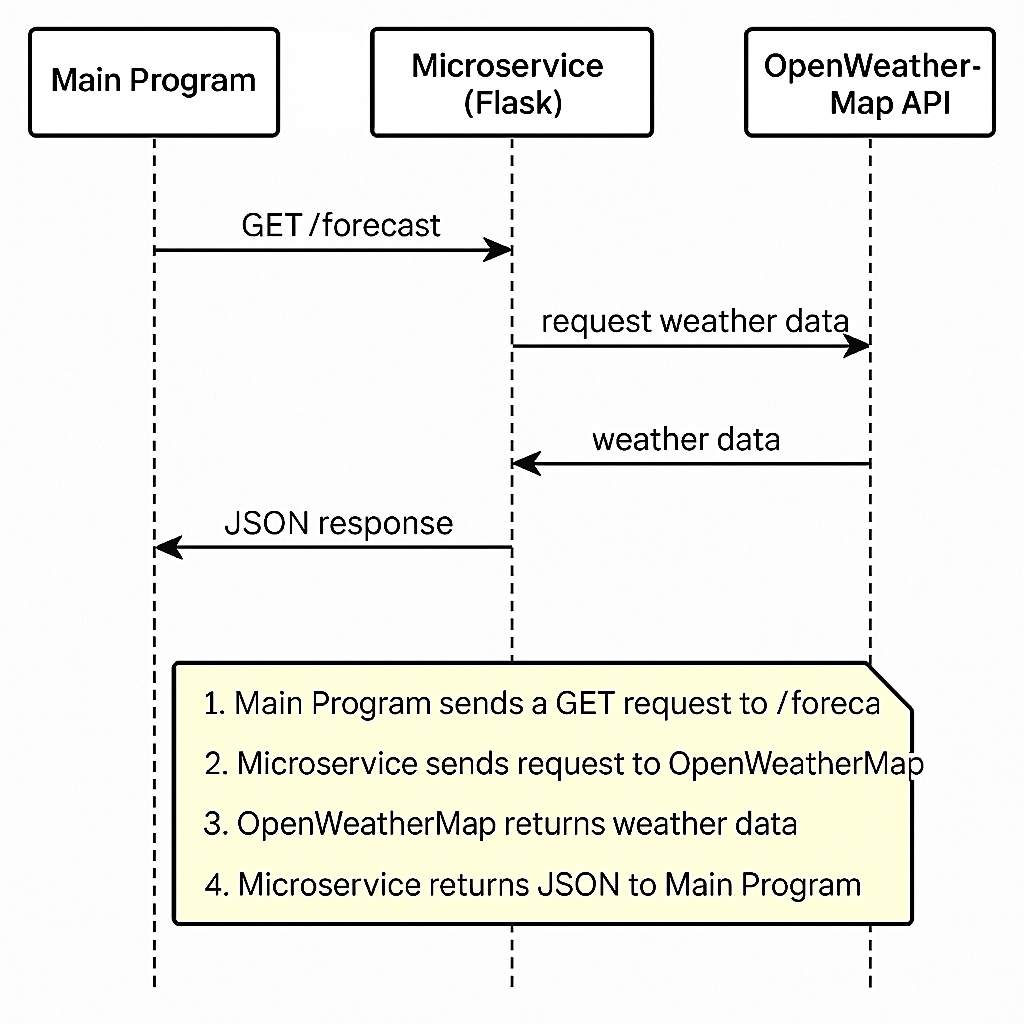 Main Program
Microservice
(Flask)
OpenWeather-
Map API
GET /forecast
request weather data
weather data
JSON response
1. Main Program sends a GET request to /foreca
2. Microservice sends request to OpenWeatherMap
3. OpenWeatherMap returns weather data
4. Microservice returns JSON to Main Program